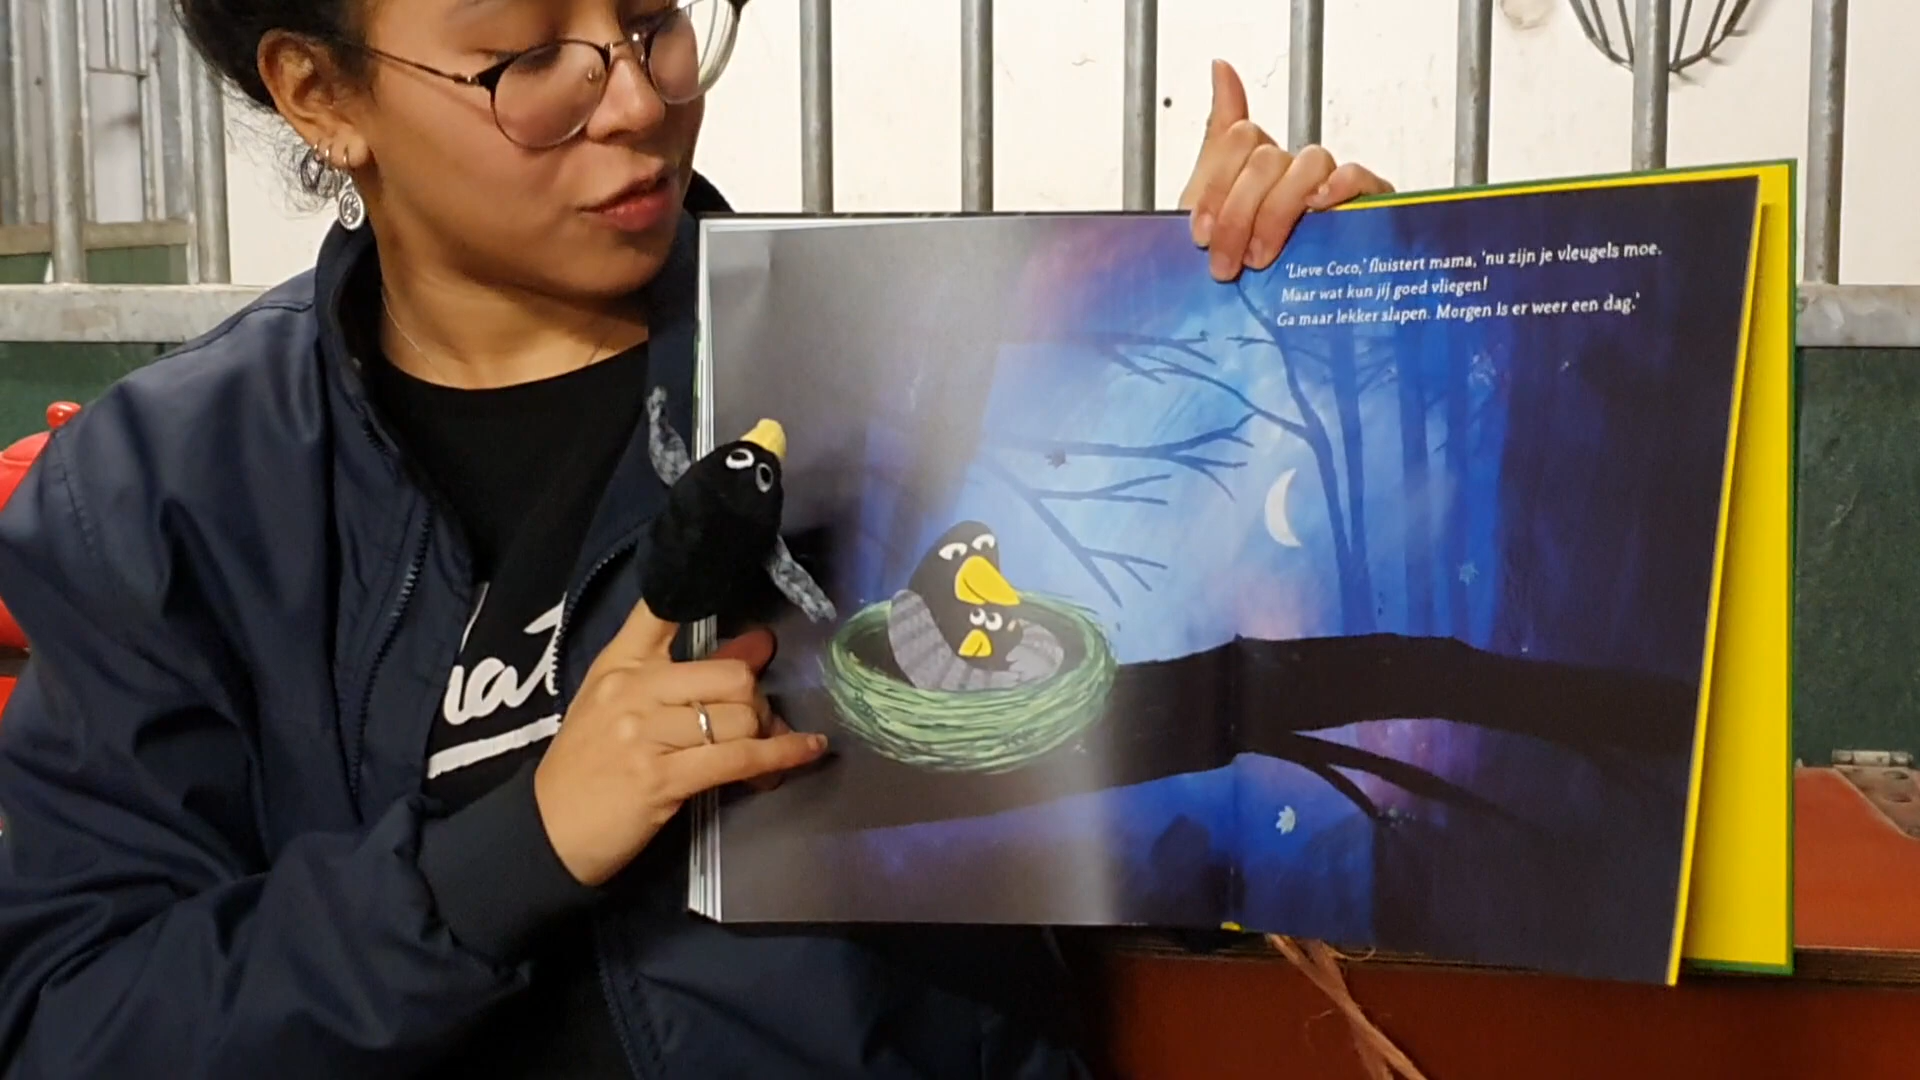 'Lieve Coco,' fluistert mama, 'nu zijn je vleugels moe.
Maar wat kun jij goed vliegen!
Ga maar lekker slapen. Morgen is er weer een dag.'